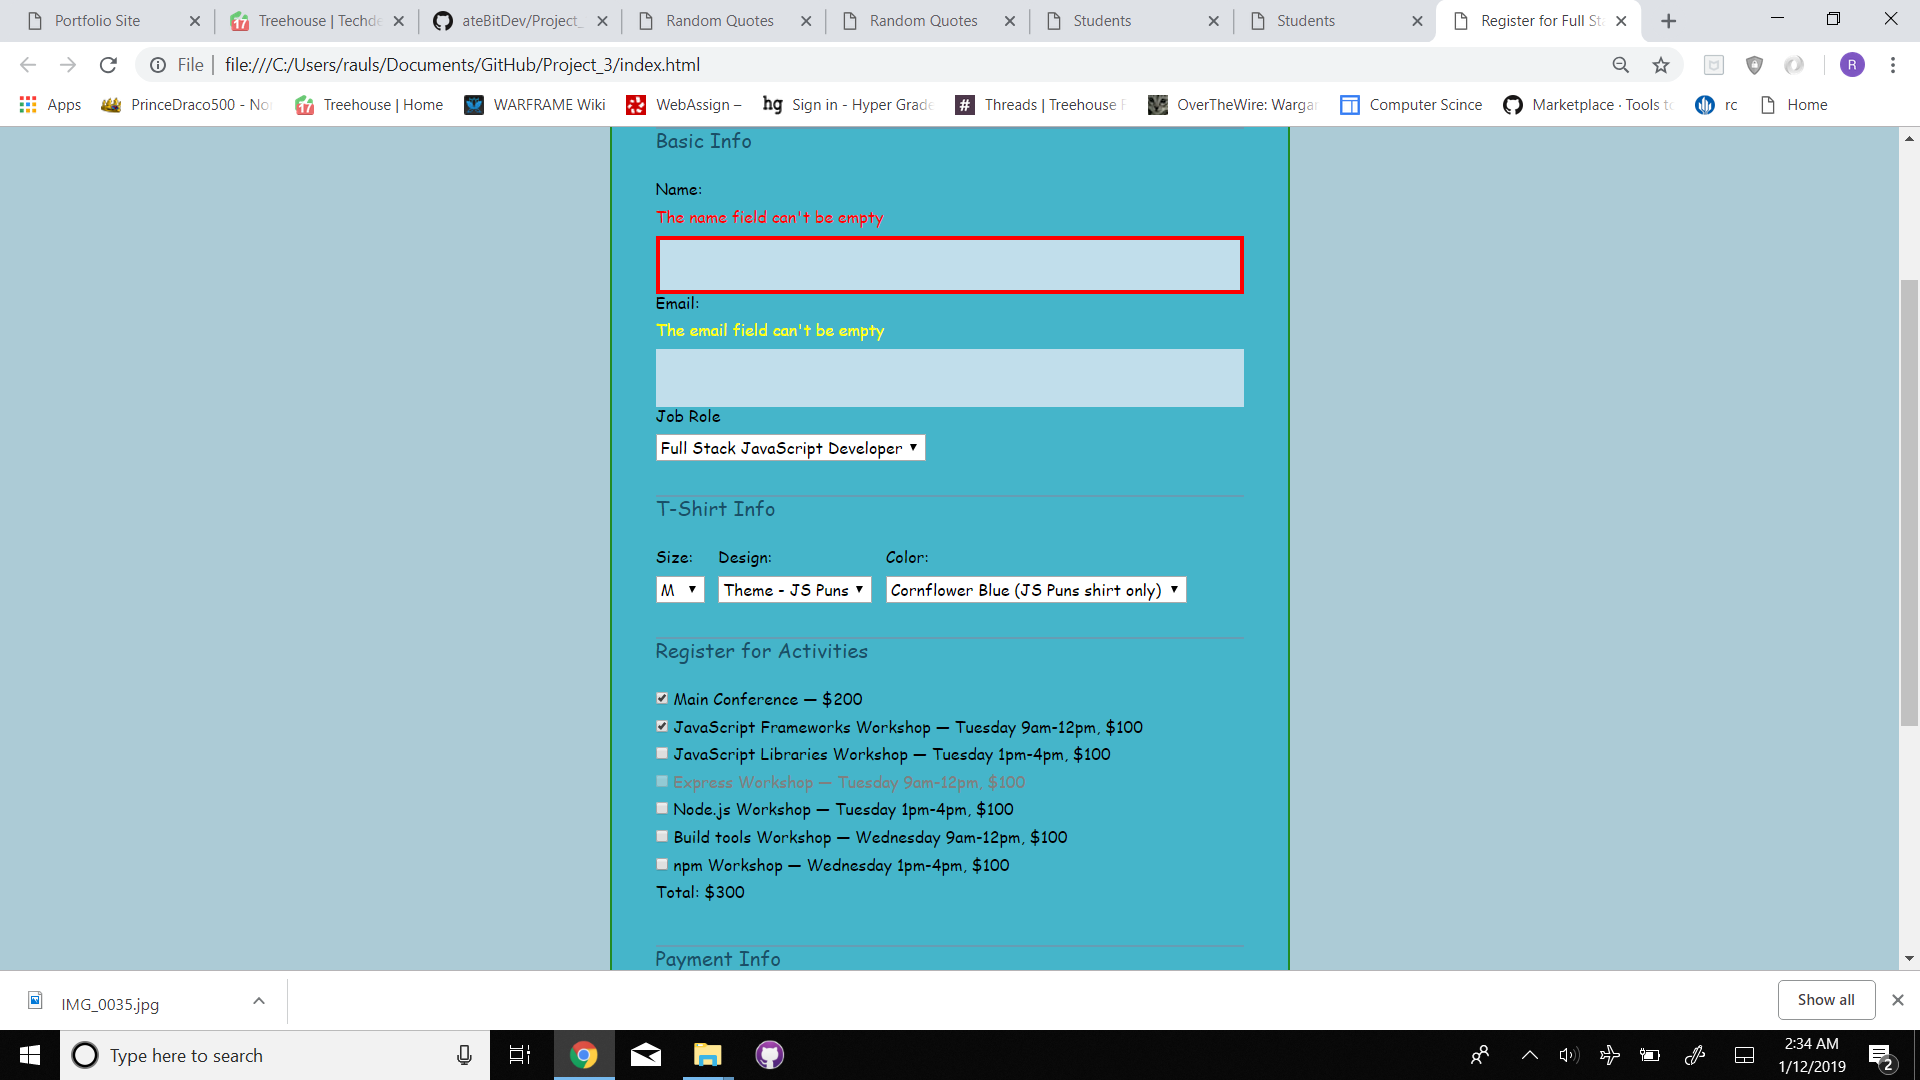 Portfolio Site
Treehouse | Techde
ateBitDev/Project_
Random Quotes
Random Quotes
Students
Students
Register for Full Sta
File
file:///C:/Users/rauls/Documents/GitHub/Project_3/index.html
R
Apps
PrinceDraco500 - No
Treehouse | Home
WARFRAME Wiki
WebAssign –
hg
Sign in - Hyper Grade
#
Threads | Treehouse
OverTheWire: Wargar
Computer Scince
Marketplace · Tools to
rc
Home
Basic Info
Name:
The name field can't be empty
Email:
The email field can't be empty
Job Role
Full Stack JavaScript Developer
T-Shirt Info
Size: Design: Color:
M Theme - JS Puns Cornflower Blue (JS Puns shirt only)
Register for Activities
Main Conference — $200
JavaScript Frameworks Workshop — Tuesday 9am-12pm, $100
JavaScript Libraries Workshop — Tuesday 1pm-4pm, $100
Express Workshop — Tuesday 9am-12pm, $100
Node.js Workshop — Tuesday 1pm-4pm, $100
Build tools Workshop — Wednesday 9am-12pm, $100
npm Workshop — Wednesday 1pm-4pm, $100
Total: $300
Payment Info
IMG_0035.jpg
Show all
Type here to search
2:34 AM
1/12/2019
2